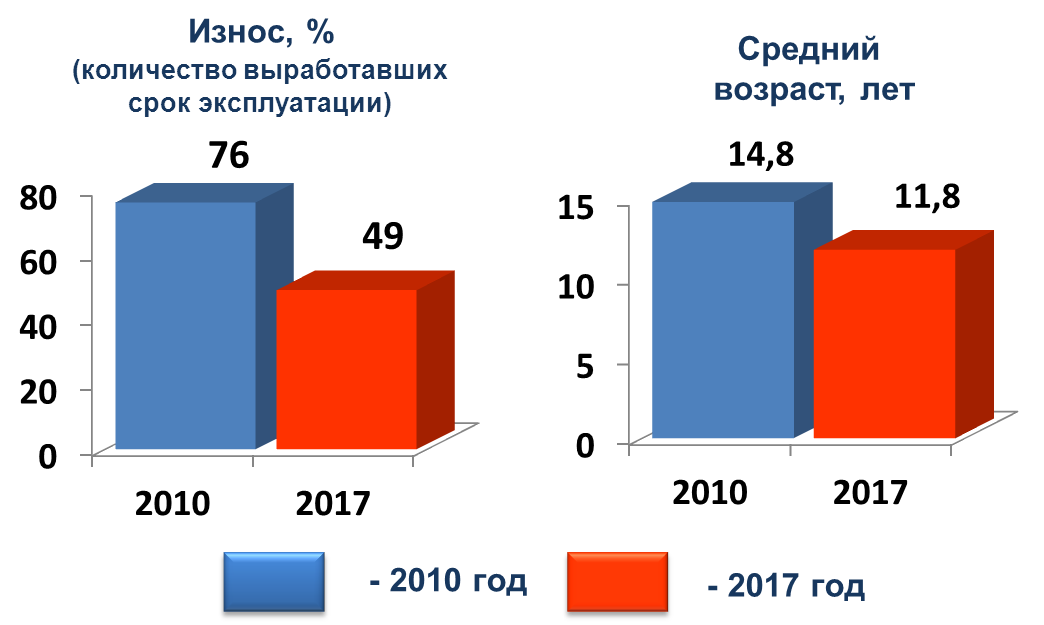 Износ, %
(количество выработавших
срок эксплуатации)
76
49
80
60
40
20
0
2010 2017
Средний
возраст, лет
14,8
11,8
15
10
5
0
2010 2017
- 2010 год
- 2017 год